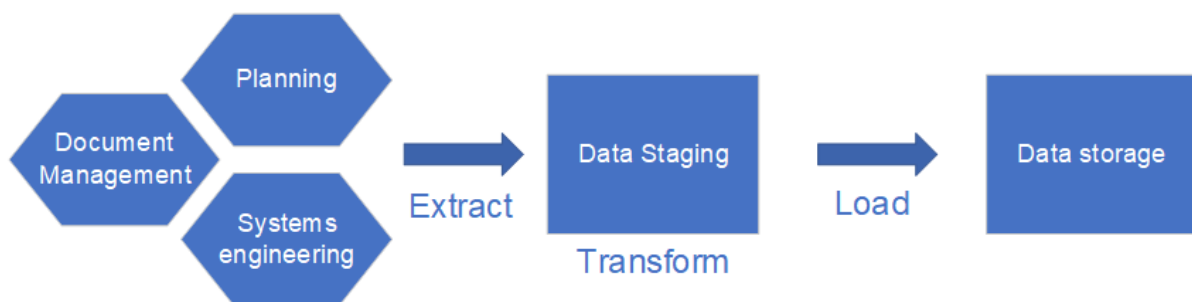 Planning
Document
Management
Systems
engineering
Extract
Data Staging
Transform
Load
Data storage